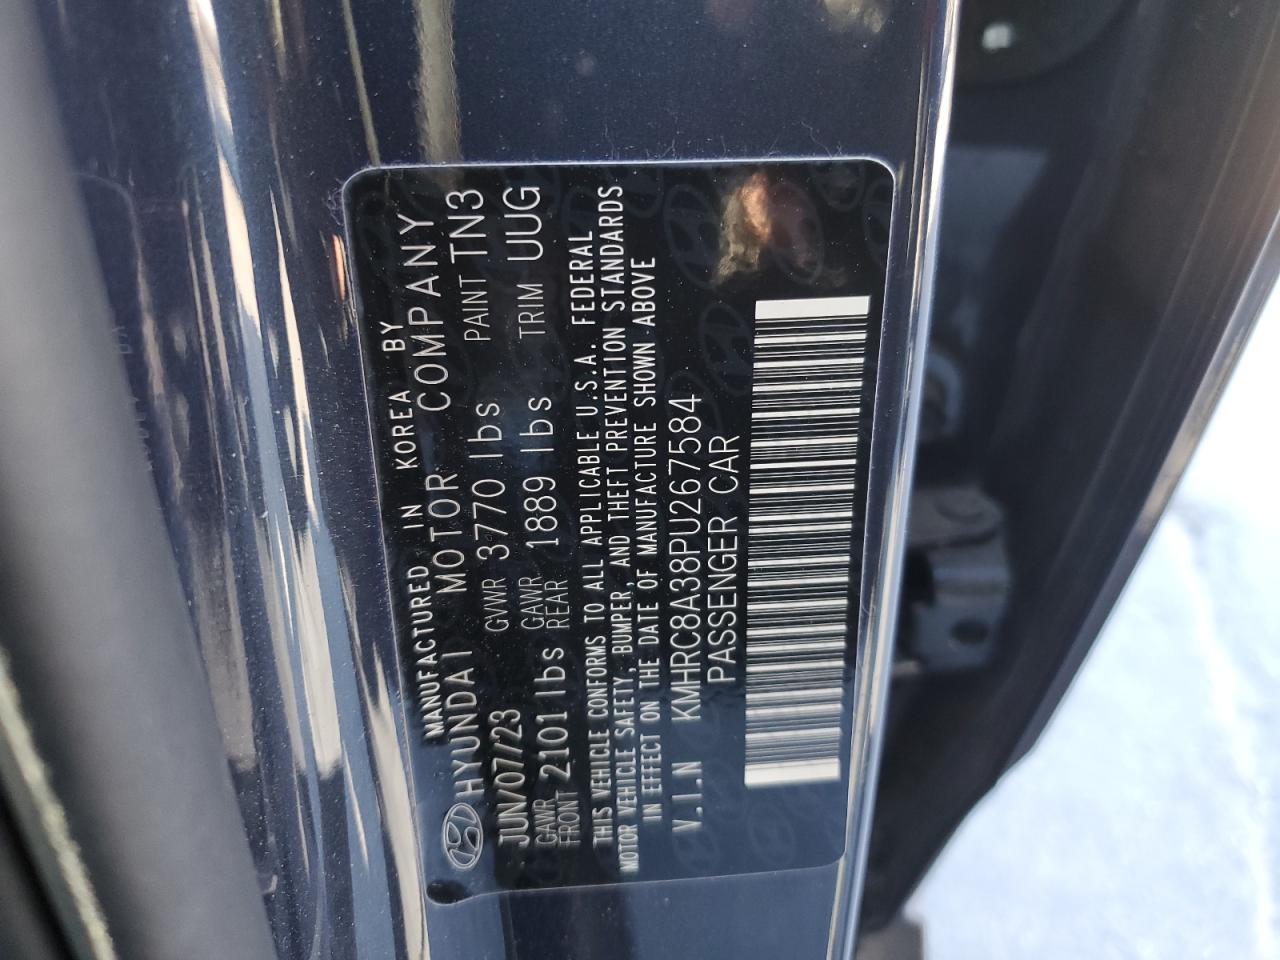 MANUFACTURED IN KOREA BY
HYUNDAI MOTOR COMPANY
JUN/07/23 GVWR 3770 lbs PAINT TN3
GAWR FRONT 2101 lbs GAWR REAR 1889 lbs TRIM UUG
THIS VEHICLE CONFORMS TO ALL APPLICABLE U.S.A. FEDERAL
MOTOR VEHICLE SAFETY, BUMPER, AND THEFT PREVENTION STANDARDS
IN EFFECT ON THE DATE OF MANUFACTURE SHOWN ABOVE
V.I.N KMHRC8A38PU267584
PASSENGER CAR